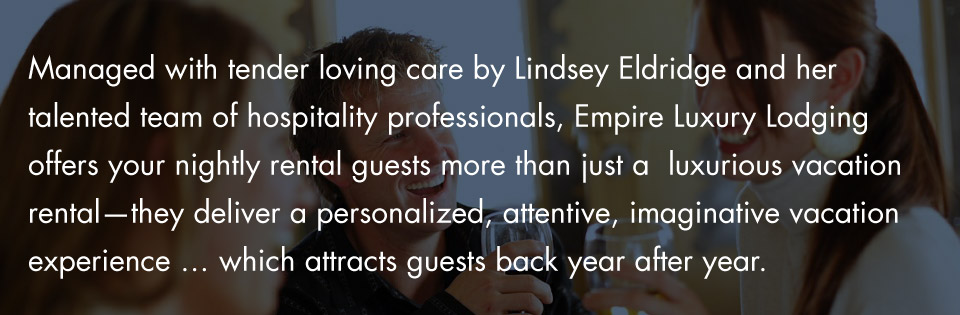 Managed with tender loving care by Lindsey Eldridge and her
talented team of hospitality professionals, Empire Luxury Lodging
offers your nightly rental guests more than just a  luxurious vacation
rental—they deliver a personalized, attentive, imaginative vacation
experience ... which attracts guests back year after year.